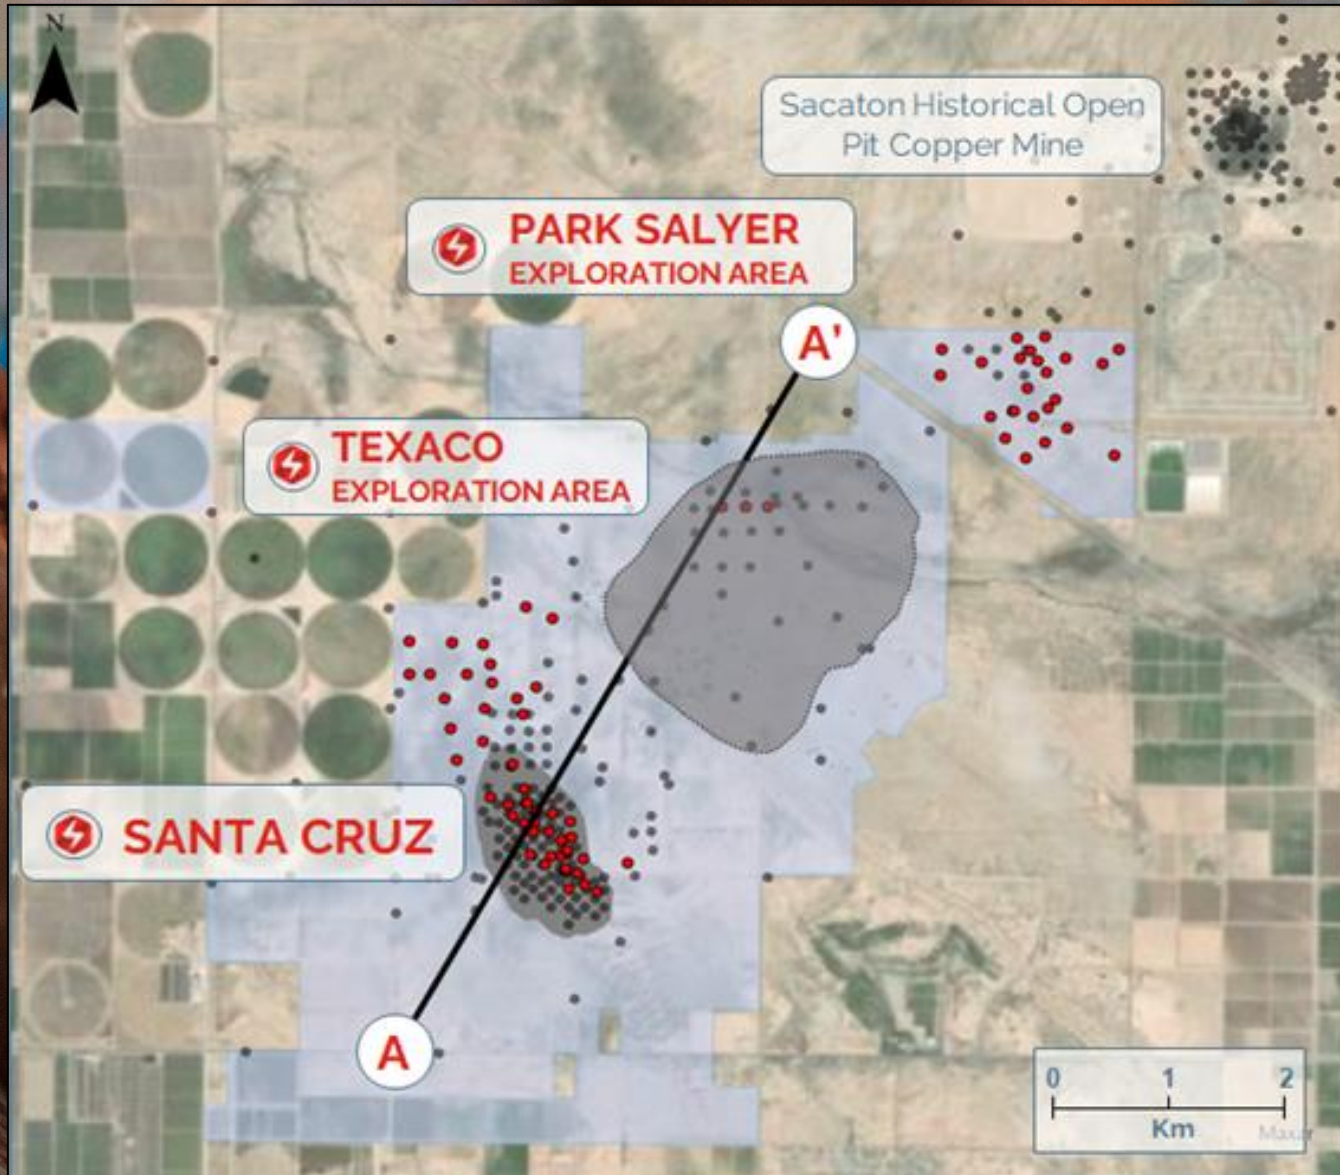 N
Sacaton Historical Open
Pit Copper Mine
PARK SALYER
EXPLORATION AREA
A'
TEXACO
EXPLORATION AREA
SANTA CRUZ
A
0 1 2
Km
Maxar